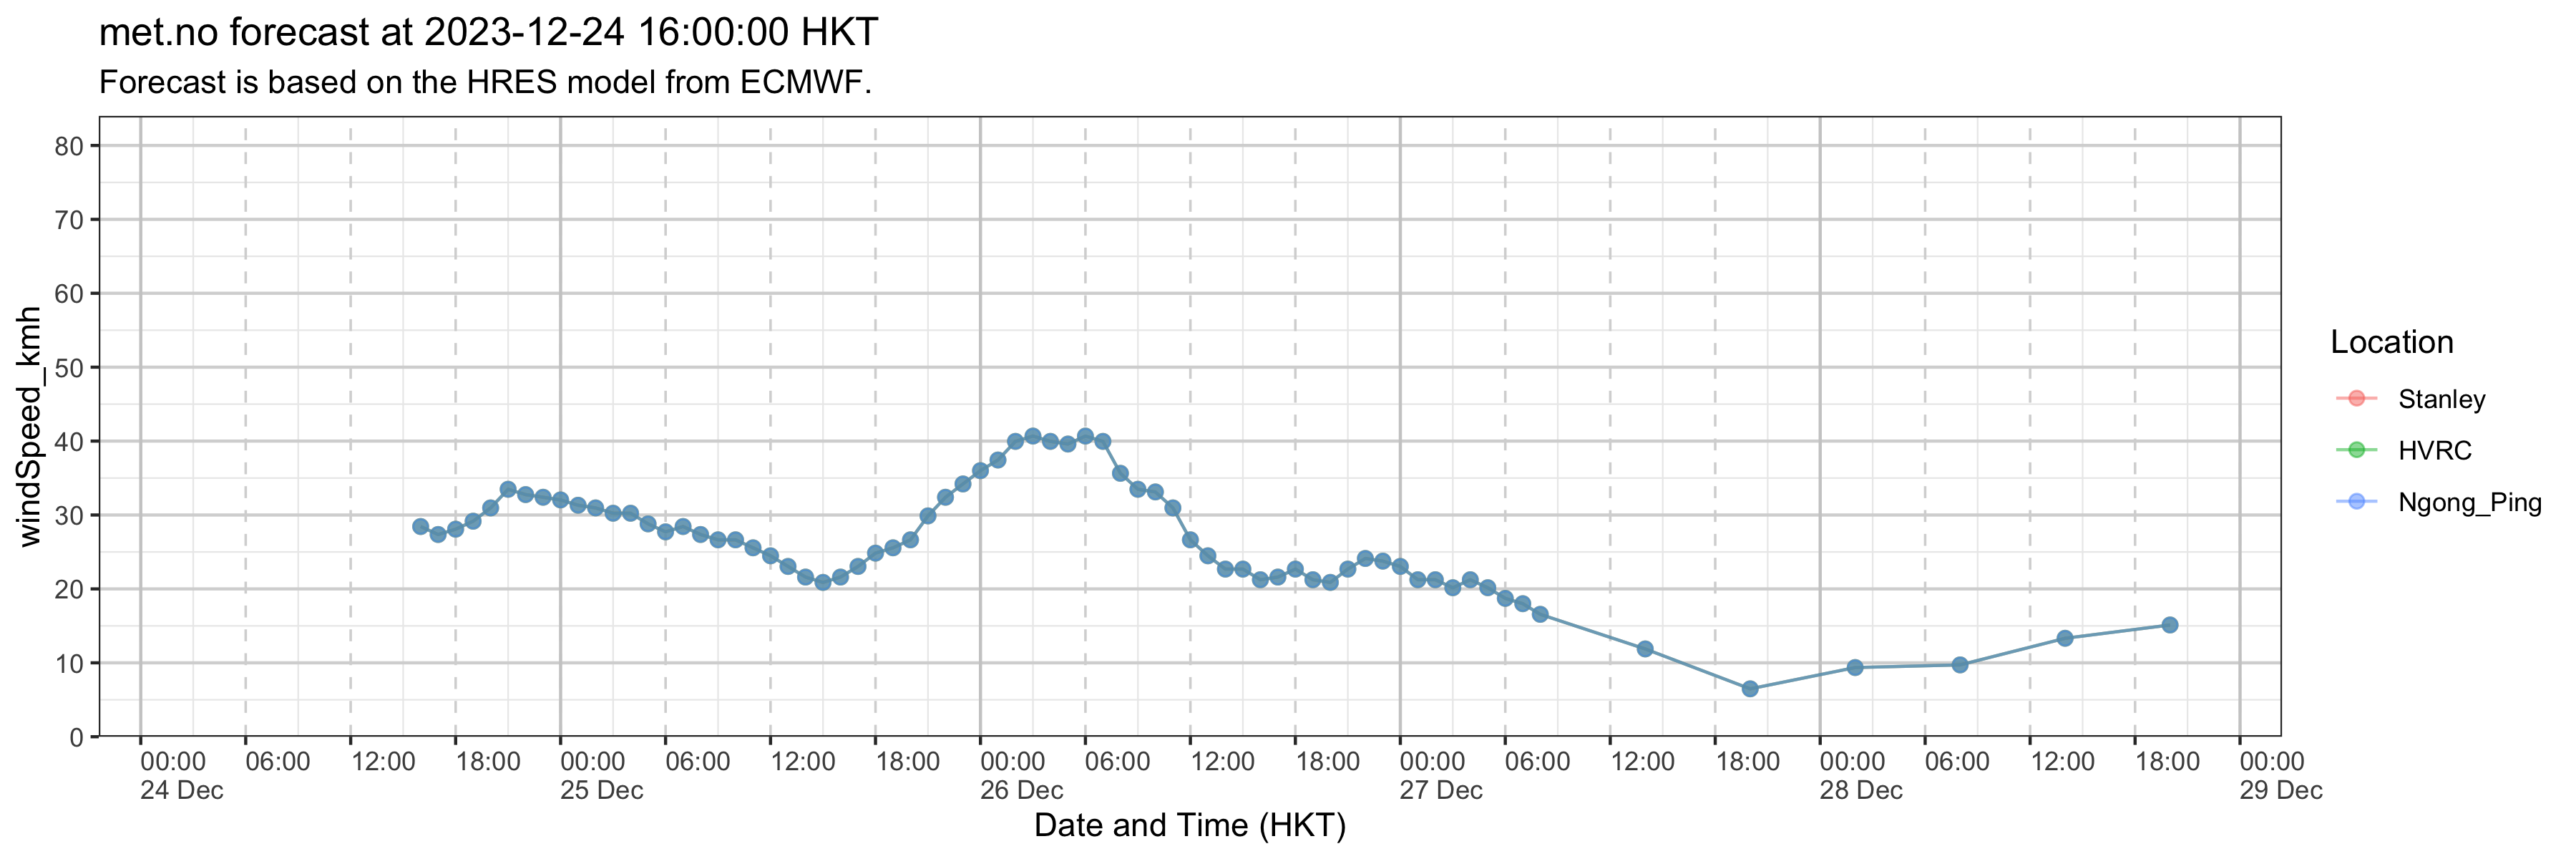 met.no forecast at 2023-12-24 16:00:00 HKT
Forecast is based on the HRES model from ECMWF.
windSpeed_kmh
80
70
60
50
40
30
20
10
0
00:00 06:00 12:00 18:00 00:00 06:00 12:00 18:00 00:00 06:00 12:00 18:00 00:00 06:00 12:00 18:00 00:00 06:00 12:00 18:00 00:00
24 Dec 25 Dec 26 Dec 27 Dec 28 Dec 29 Dec
Date and Time (HKT)
Location
Stanley
HVRC
Ngong_Ping